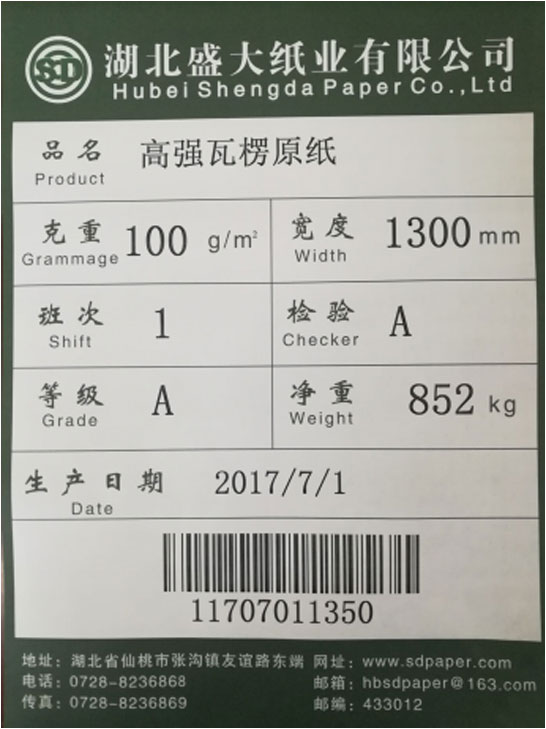 SD 湖北盛大纸业有限公司
Hubei Shengda Paper Co.,Ltd
品名 高强瓦楞原纸
Product
克重 100 g/m² 宽度 1300 mm
Grammage Width
班次 1 检验 A
Shift Checker
等级 A 净重 852 kg
Grade Weight
生产日期 2017/7/1
Date
11707011350
地址：湖北省仙桃市张沟镇友谊路东端 网址：www.sdpaper.com
电话：0728-8236868 邮箱：hbsdpaper@163.com
传真：0728-8236869 邮编：433012